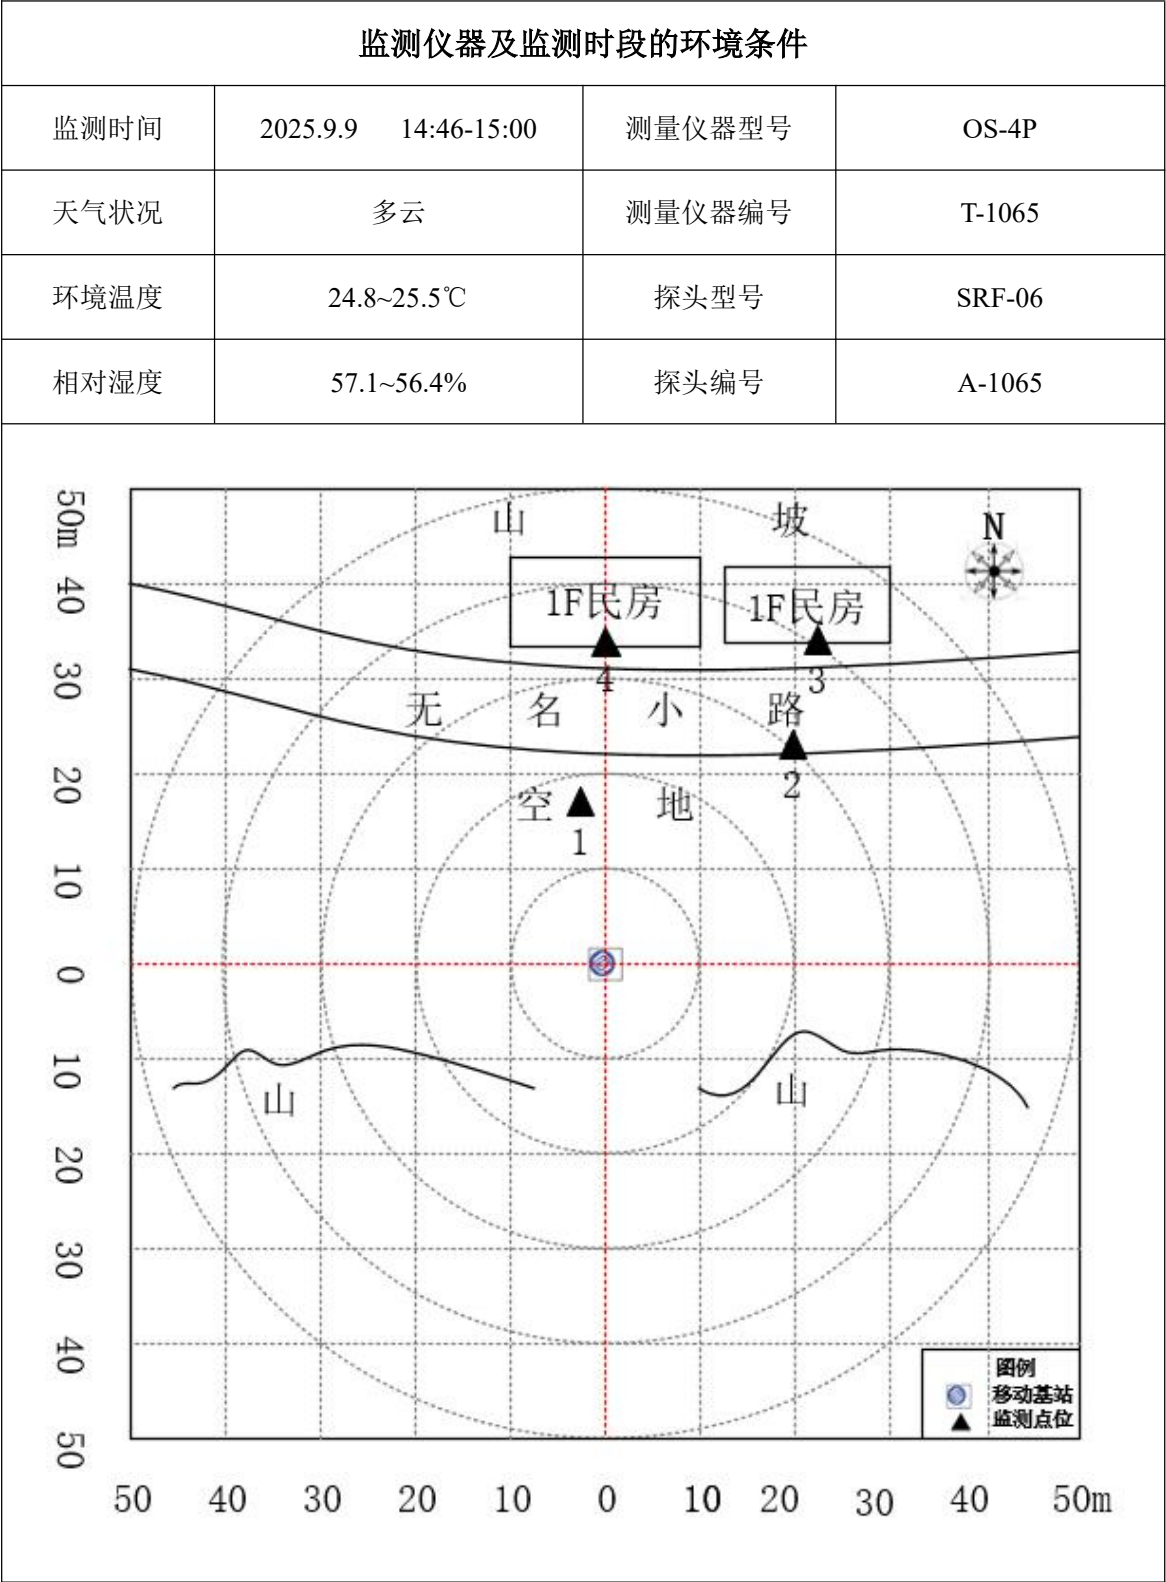 监测仪器及监测时段的环境条件
监测时间 2025.9.9 14:46-15:00 测量仪器型号 OS-4P
天气状况 多云 测量仪器编号 T-1065
环境温度 24.8~25.5℃ 探头型号 SRF-06
相对湿度 57.1~56.4% 探头编号 A-1065
50m
山 坡
N
40
1F民房 1F民房
4 3
30
无 名 小 路
2
20
空 地
1
10
0
10
山 山
20
30
40
图例
移动基站
监测点位
50
50 40 30 20 10 0 10 20 30 40 50m